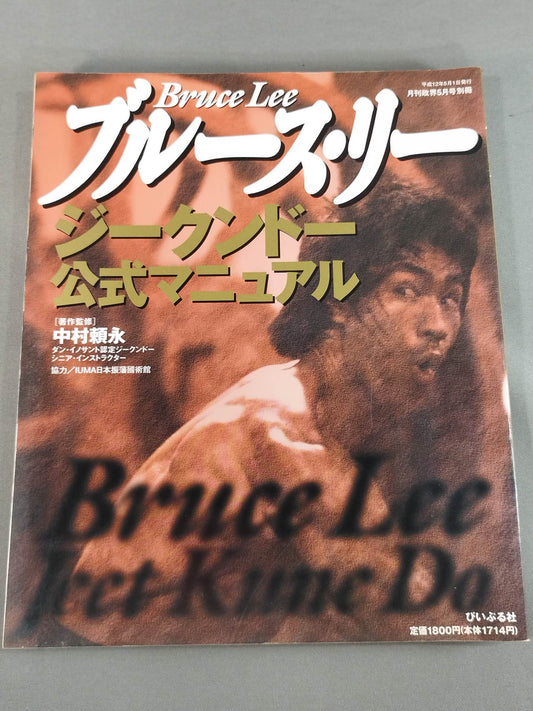 平成12年5月1日発行
月刊政界5月号別冊
Bruce Lee
ブルース・リー
ジークンドー
公式マニュアル
[著作監修]
中村頼永
ダン・イノサント認定ジークンドー
シニア・インストラクター
協力／IUMA日本振藩國術館
Bruce Lee
Jeet-Kune Do
ぴいぷる社
定価1800円(本体1714円)